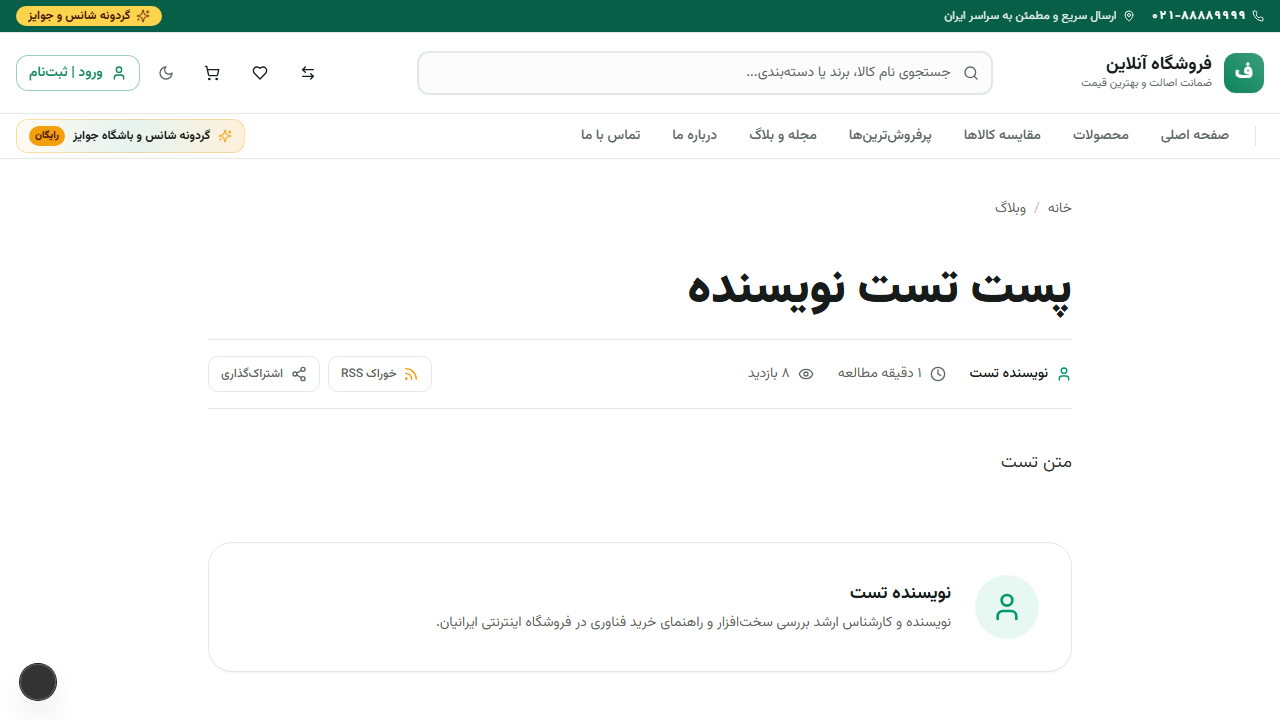 ۰۲۱-۸۸۸۸۹۹۹۹ ارسال سریع و مطمئن به سراسر ایران گردونه شانس و جوایز
ف فروشگاه آنلاین
ضمانت اصالت و بهترین قیمت
جستجوی نام کالا، برند یا دسته‌بندی...
ورود | ثبت‌نام
صفحه اصلی محصولات مقایسه کالاها پرفروش‌ترین‌ها مجله و بلاگ درباره ما تماس با ما گردونه شانس و باشگاه جوایز رایگان
خانه / وبلاگ
پست تست نویسنده
نویسنده تست ۱ دقیقه مطالعه ۸ بازدید خوراک RSS اشتراک‌گذاری
متن تست
نویسنده تست
نویسنده و کارشناس ارشد بررسی سخت‌افزار و راهنمای خرید فناوری در فروشگاه اینترنتی ایرانیان.